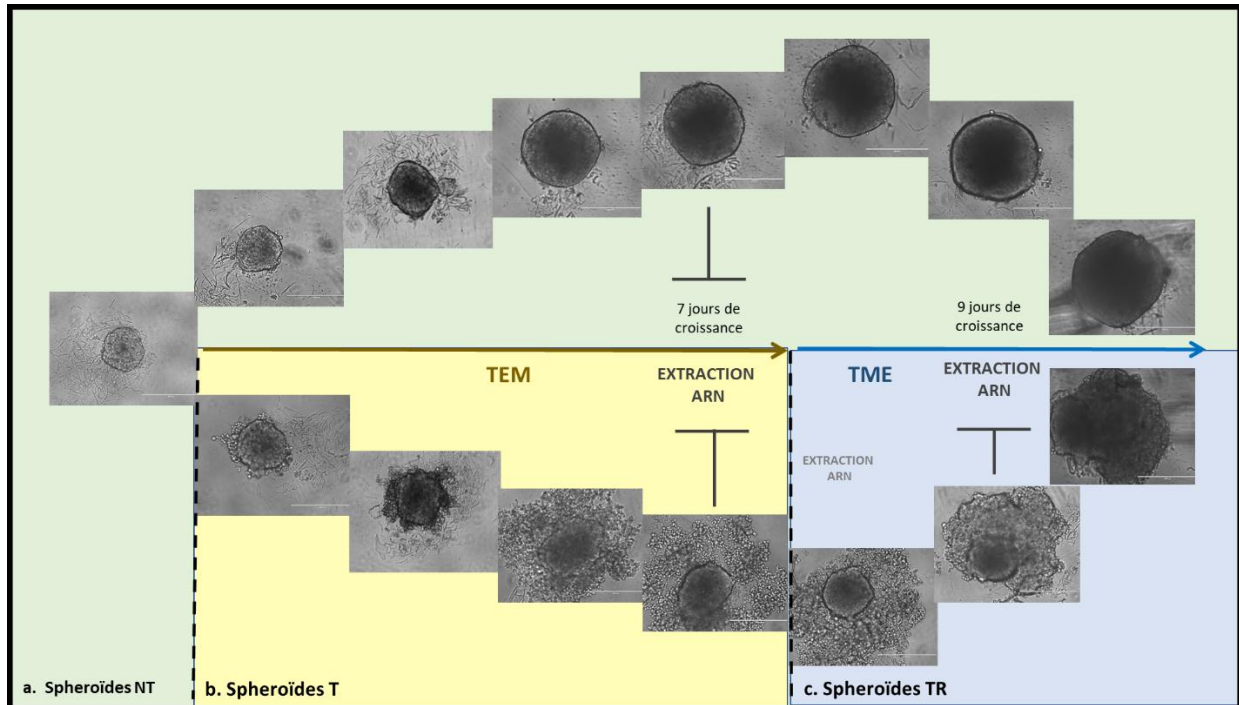 7 jours de
croissance
9 jours de
croissance
TEM
EXTRACTION
ARN
TME
EXTRACTION
ARN
EXTRACTION
ARN
a. Spheroïdes NT
b. Spheroïdes T
c. Spheroïdes TR